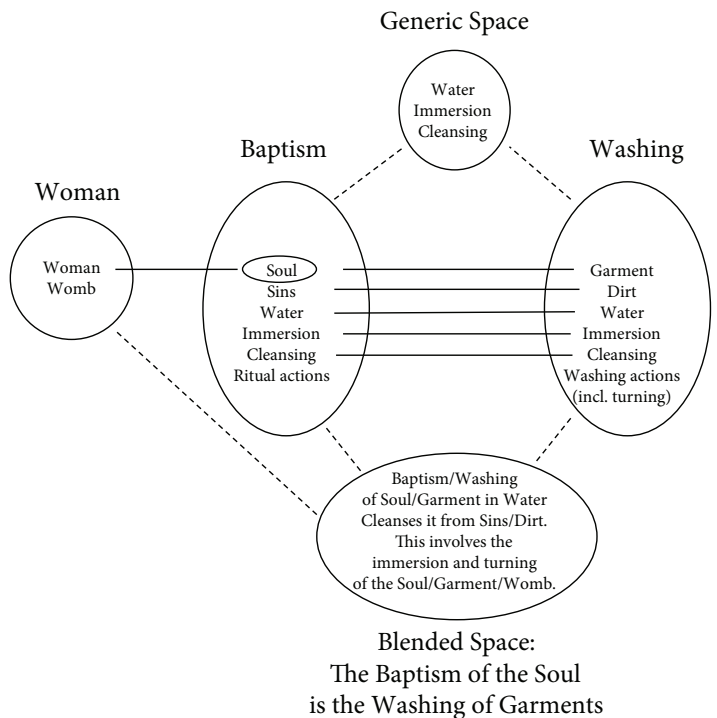 Generic Space
Water
Immersion
Cleansing
Baptism
Washing
Woman
Woman
Womb
Soul
Sins
Water
Immersion
Cleansing
Ritual actions
Garment
Dirt
Water
Immersion
Cleansing
Washing actions
(incl. turning)
Baptism/Washing
of Soul/Garment in Water
Cleanses it from Sins/Dirt.
This involves the
immersion and turning
of the Soul/Garment/Womb.
Blended Space:
The Baptism of the Soul
is the Washing of Garments